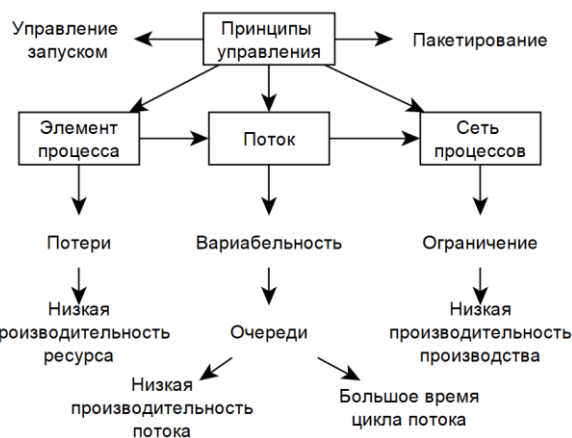 Управление
запуском
Принципы
управления
Пакетирование
Элемент
процесса
Поток
Сеть
процессов
Потери
Вариабельность
Ограничение
Низкая
роизводительность
ресурса
Очереди
Низкая
производительность
производства
Низкая
производительность
потока
Большое время
цикла потока